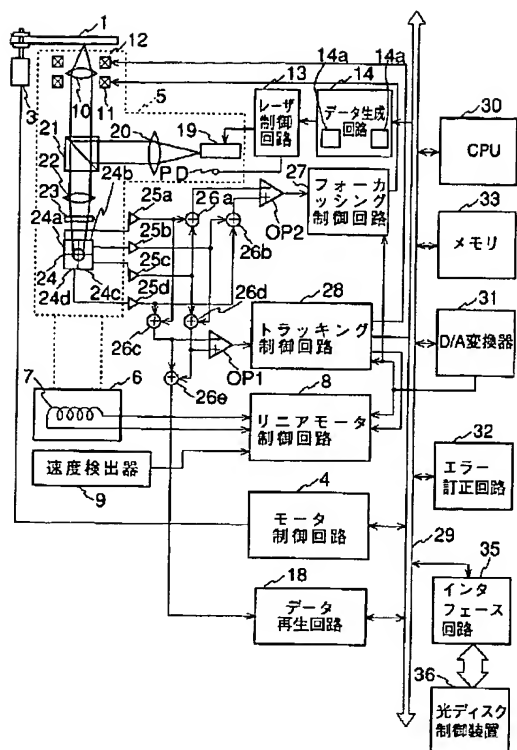 1
12
3
5
10
11
13
14a
14
14a
レーザ
制御
回路
データ生成
回路
30
CPU
33
メモリ
31
D/A変換器
32
エラー
訂正回路
29
35
インタ
フェース
回路
36
光ディスク
制御装置
21
20
19
P.D
22
23
24a
24b
24
24d
24c
25a
25b
25c
25d
26a
26b
26c
26d
26e
OP2
OP1
27
フォーカ
ッシング
制御回路
28
トラッキング
制御回路
7
6
8
リニアモータ
制御回路
速度検出器
9
4
モータ
制御回路
18
データ
再生回路